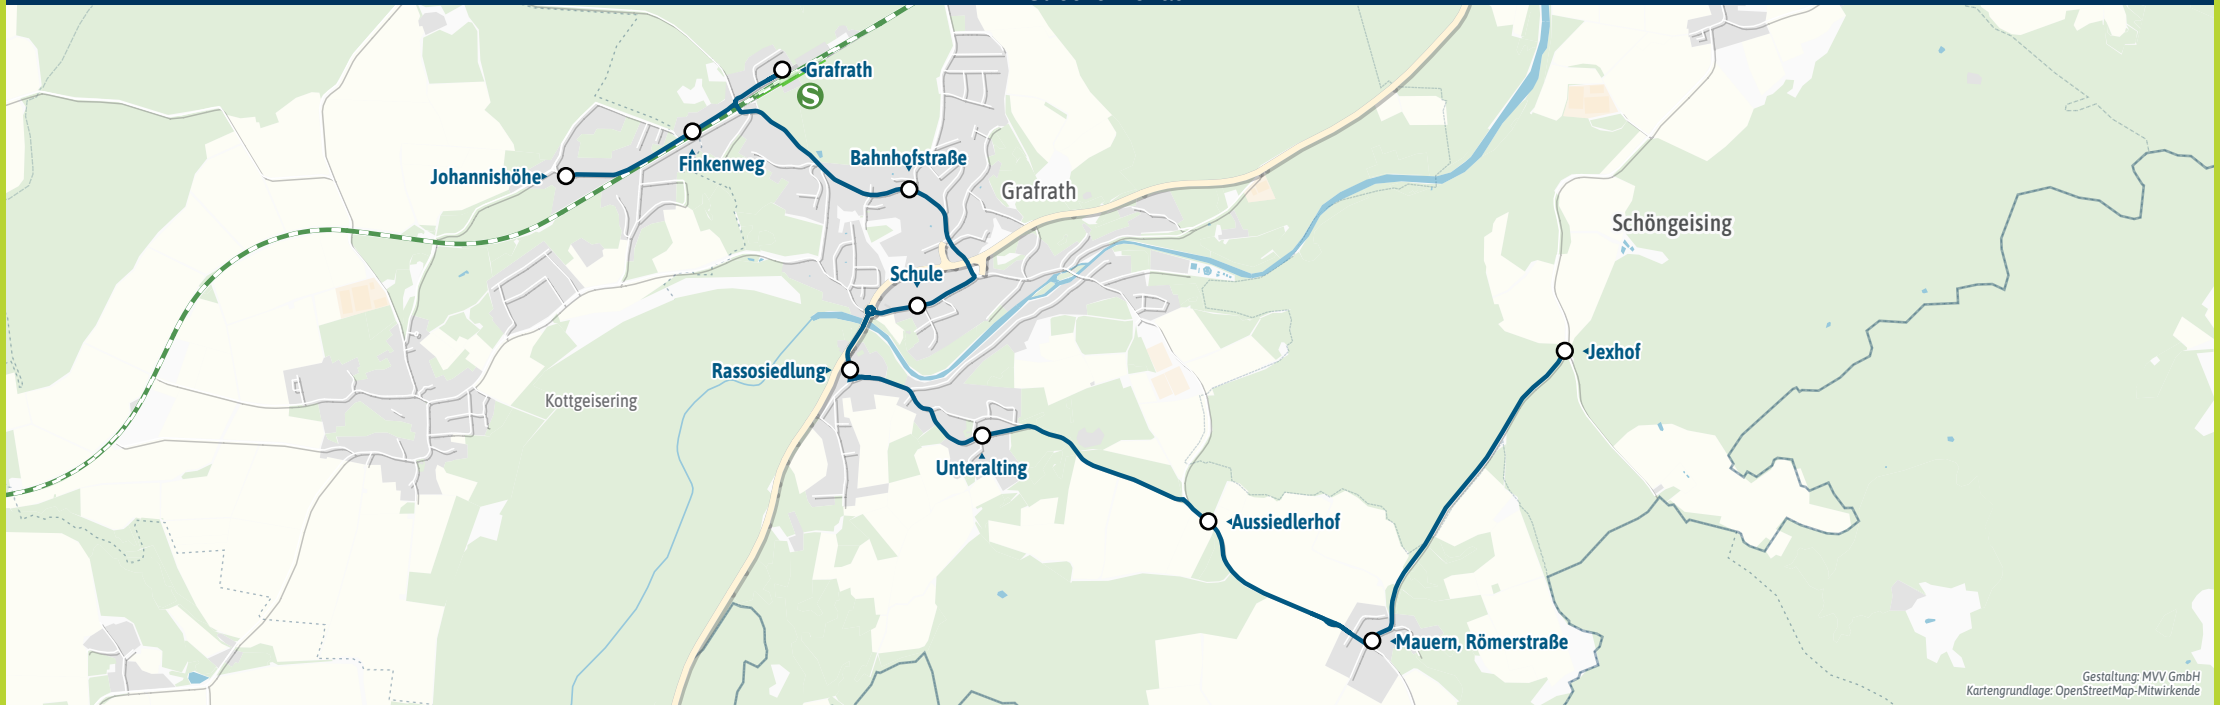 Grafrath
S
Bahnhofstraße
Finkenweg
Johannishöhe
Grafrath
Schöngeising
Schule
Jexhof
Rassosiedlung
Kottgeisering
Unteralting
Aussiedlerhof
Mauern, Römerstraße
Gestaltung: MVV GmbH
Kartengrundlage: OpenStreetMap-Mitwirkende